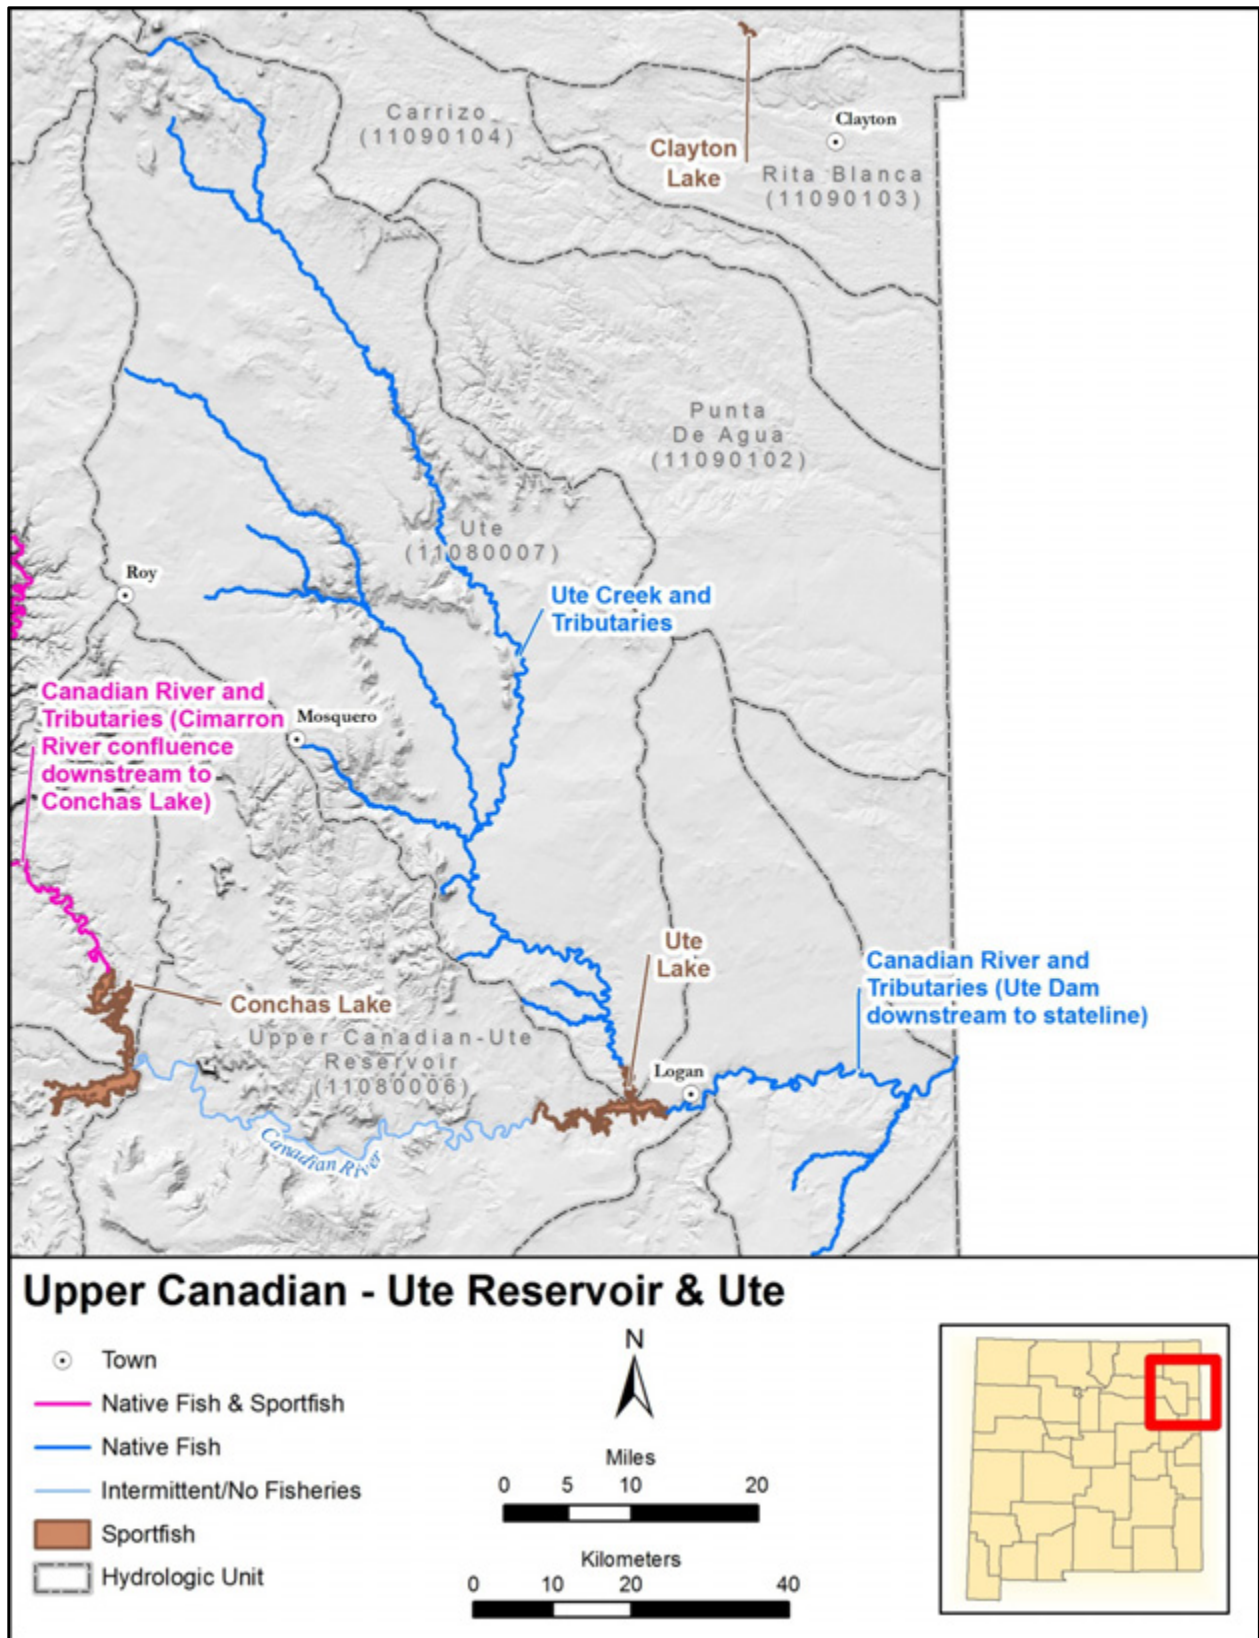 Carrizo
(11090104)
Clayton
Clayton
Lake
Rita Blanca
(11090103)
Punta
De Agua
(11090102)
Ute
(11080007)
Roy
Ute Creek and
Tributaries
Canadian River and
Tributaries (Cimarron
River confluence
downstream to
Conchas Lake)
Mosquero
Ute
Lake
Canadian River and
Tributaries (Ute Dam
downstream to stateline)
Conchas Lake
Upper Canadian-Ute
Reservoir
(11080006)
Logan
Canadian River
Upper Canadian - Ute Reservoir & Ute
Town
Native Fish & Sportfish
Native Fish
Intermittent/No Fisheries
Sportfish
Hydrologic Unit
N
Miles
0 5 10 20
Kilometers
0 10 20 40